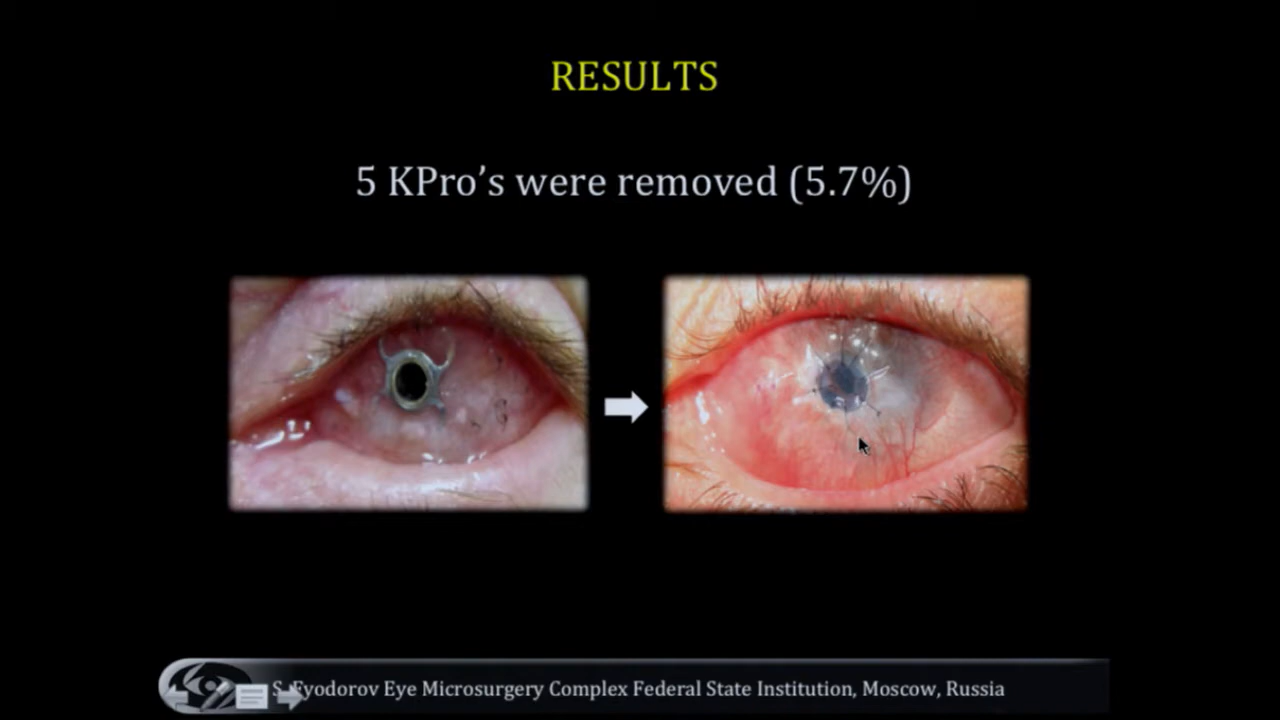 RESULTS
5 KPro’s were removed (5.7%)
S. Fyodorov Eye Microsurgery Complex Federal State Institution, Moscow, Russia